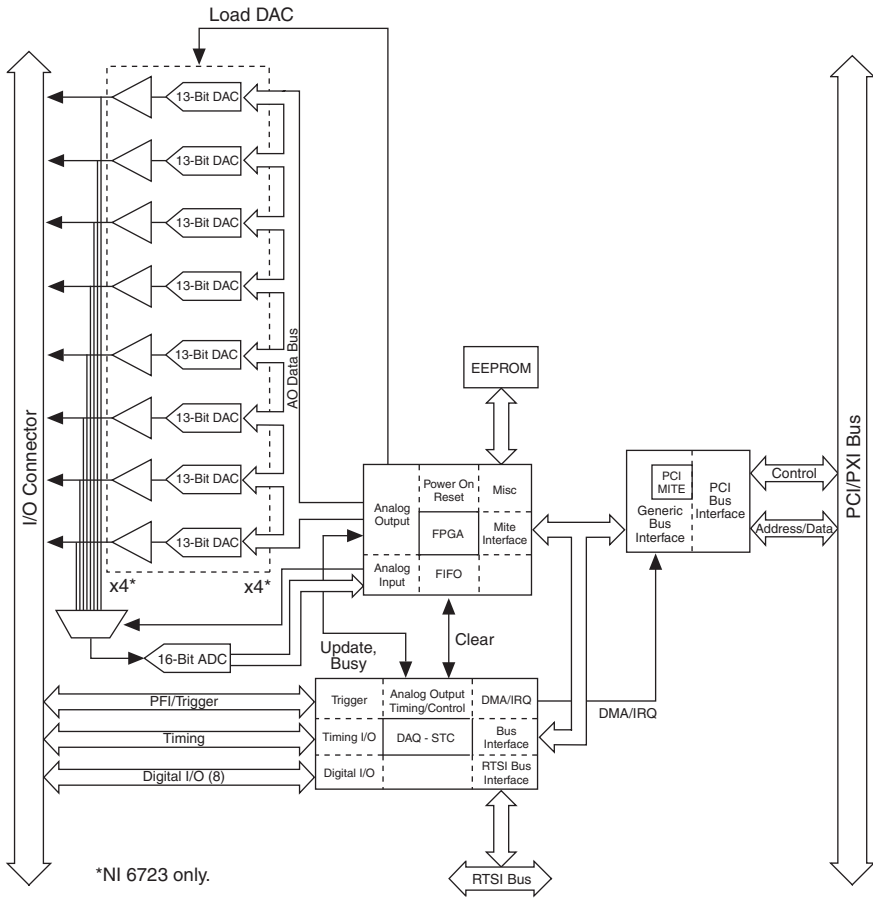 Load DAC
13-Bit DAC
13-Bit DAC
13-Bit DAC
13-Bit DAC
13-Bit DAC
13-Bit DAC
13-Bit DAC
13-Bit DAC
AO Data Bus
x4*
x4*
I/O Connector
16-Bit ADC
EEPROM
Analog
Output
Power On
Reset
Misc
FPGA
Mite
Interface
Analog
Input
FIFO
PCI
MITE
Generic
Bus
Interface
PCI
Bus
Interface
Control
Address/Data
PCI/PXI Bus
Update,
Busy
Clear
PFI/Trigger
Timing
Digital I/O (8)
Trigger
Analog Output
Timing/Control
DMA/IRQ
Timing I/O
DAQ - STC
Bus
Interface
Digital I/O
RTSI Bus
Interface
DMA/IRQ
RTSI Bus
*NI 6723 only.